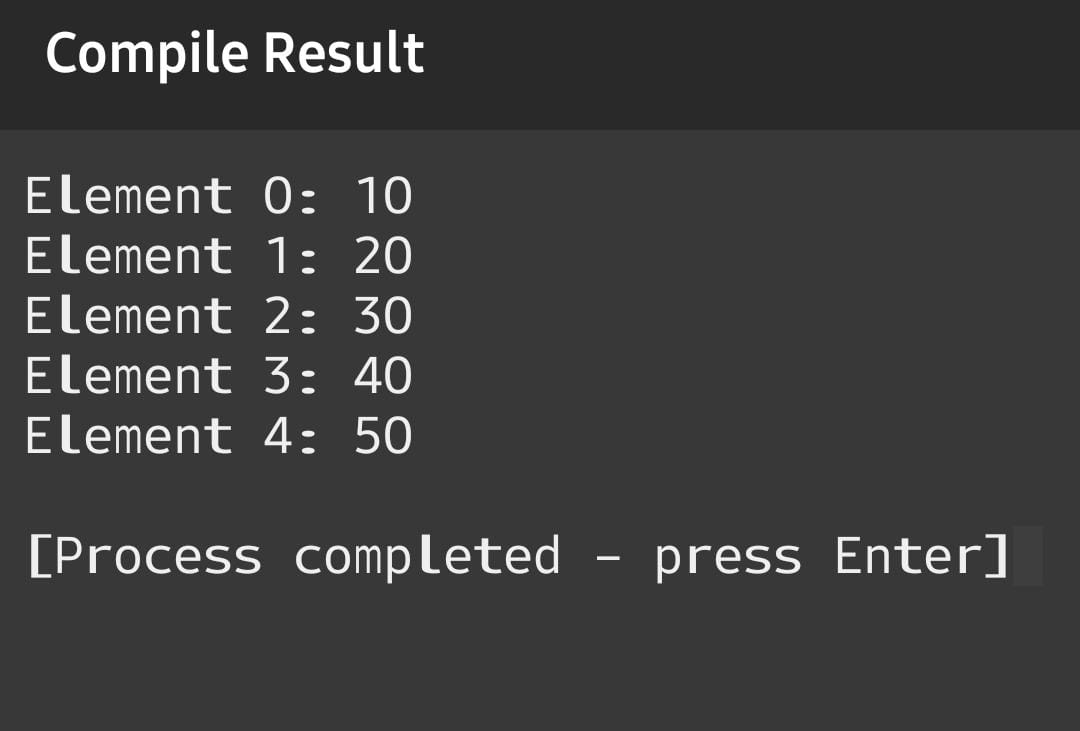 Compile Result
Element 0: 10
Element 1: 20
Element 2: 30
Element 3: 40
Element 4: 50
[Process completed - press Enter]